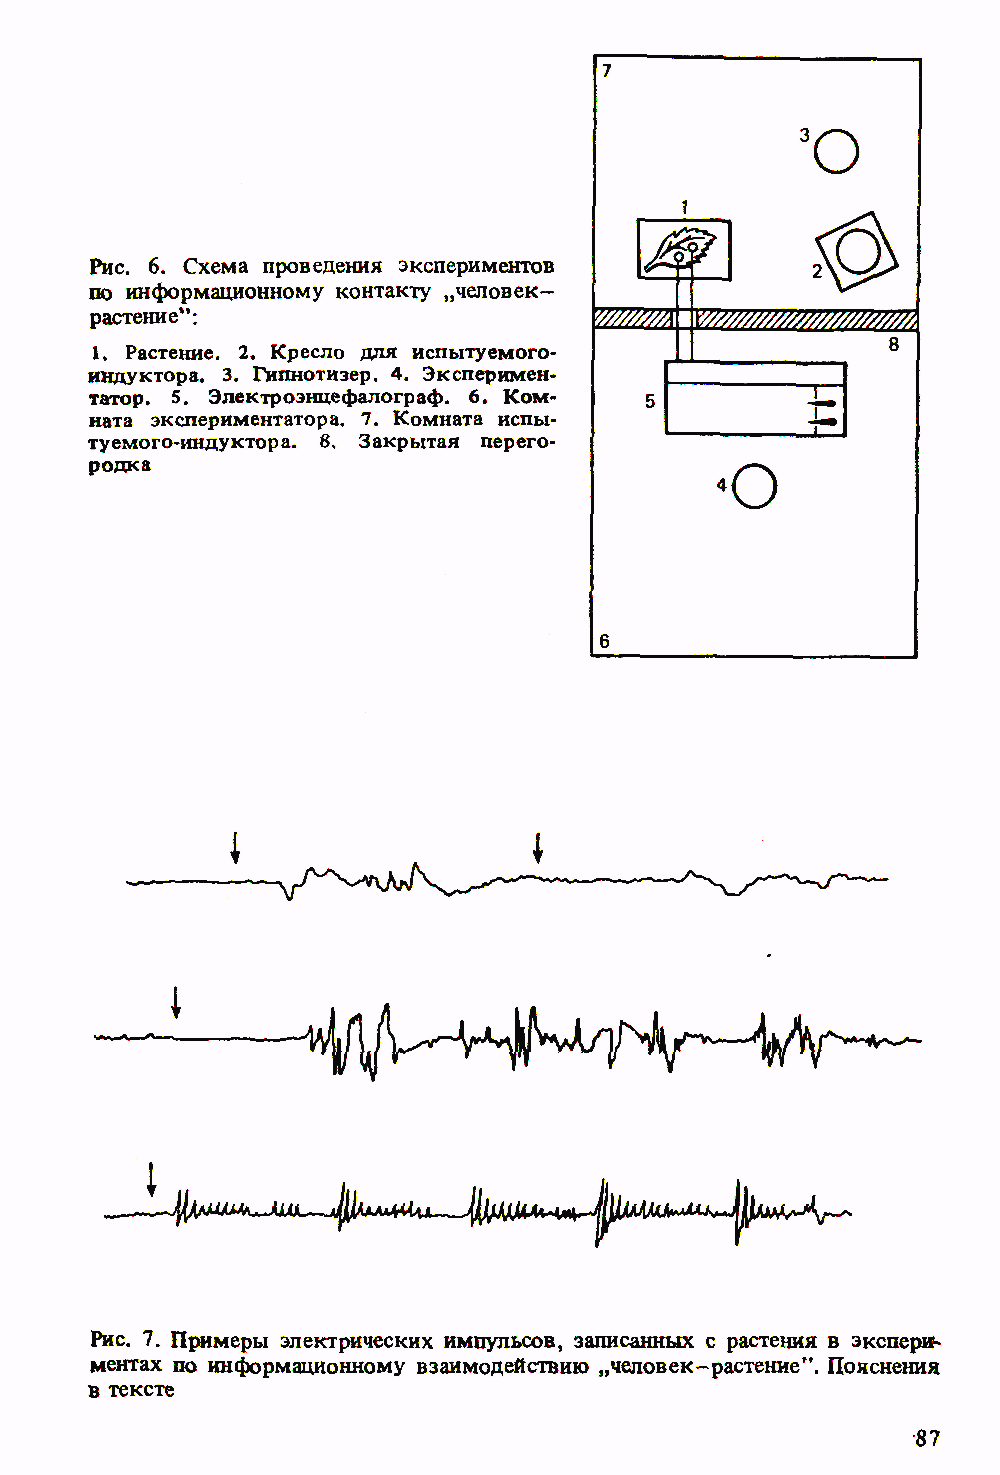 7
3
1
2
Рис. 6. Схема проведения экспериментов
по информационному контакту „человек—
растение”:
1. Растение. 2. Кресло для испытуемого-
индуктора. 3. Гипнотизер. 4. Эксперимен-
татор. 5. Электроэнцефалограф. 6. Ком-
ната экспериментатора. 7. Комната испы-
туемого-индуктора. 8. Закрытая перего-
родка
8
5
4
6
Рис. 7. Примеры электрических импульсов, записанных с растения в экспери-
ментах по информационному взаимодействию „человек—растение”. Пояснения
в тексте
87